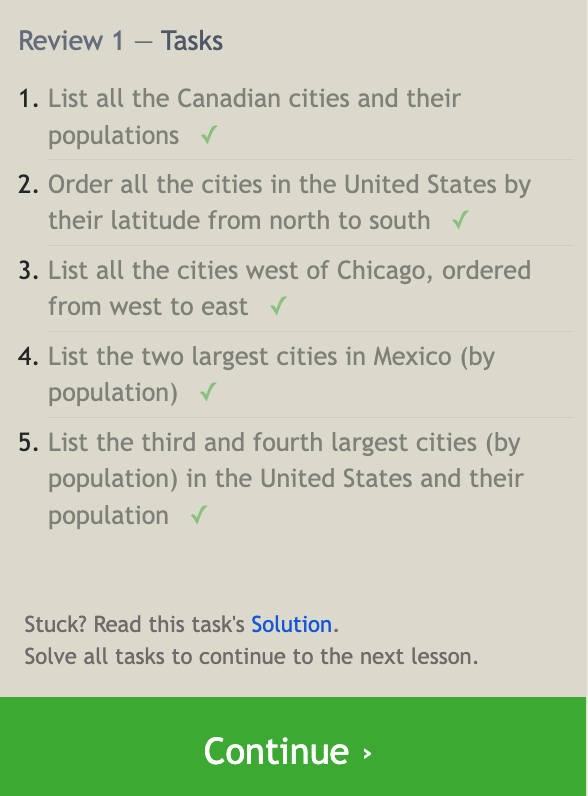 Review 1 — Tasks
1. List all the Canadian cities and their
populations ✓
2. Order all the cities in the United States by
their latitude from north to south ✓
3. List all the cities west of Chicago, ordered
from west to east ✓
4. List the two largest cities in Mexico (by
population) ✓
5. List the third and fourth largest cities (by
population) in the United States and their
population ✓
Stuck? Read this task's Solution.
Solve all tasks to continue to the next lesson.
Continue ›